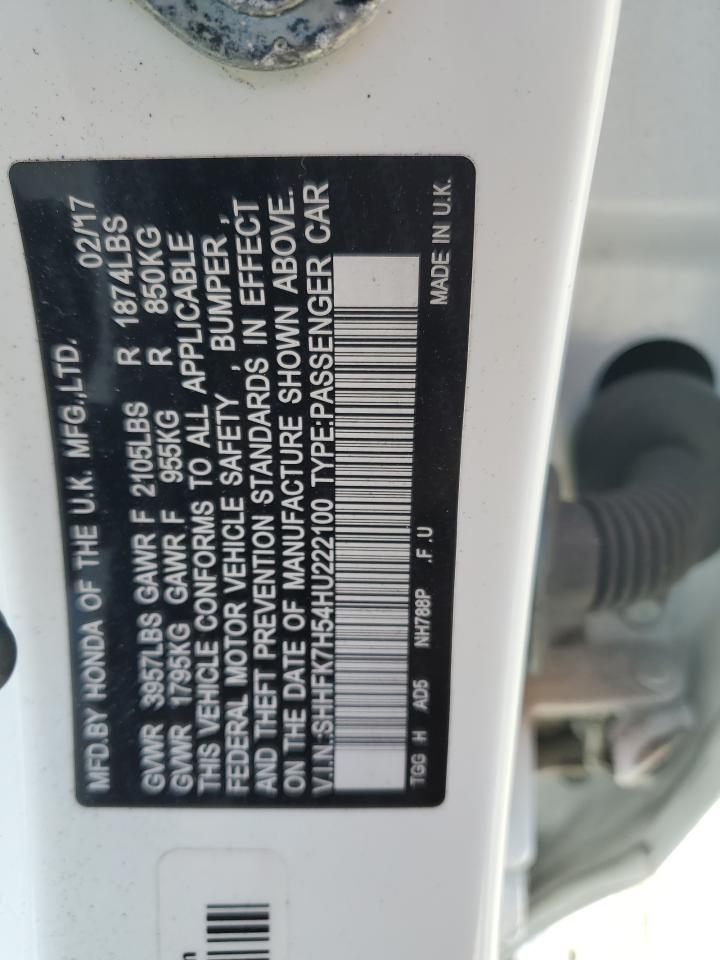 MFD.BY HONDA OF THE U.K. MFG.,LTD. 02/17
GVWR 3957LBS GAWR F 2105LBS R 1874LBS
GVWR 1795KG GAWR F 955KG R 850KG
THIS VEHICLE CONFORMS TO ALL APPLICABLE
FEDERAL MOTOR VEHICLE SAFETY , BUMPER ,
AND THEFT PREVENTION STANDARDS IN EFFECT
ON THE DATE OF MANUFACTURE SHOWN ABOVE.
V.I.N.:SHHFK7H54HU222100 TYPE:PASSENGER CAR
TGG H AD5 NH788P .F .U MADE IN U.K.